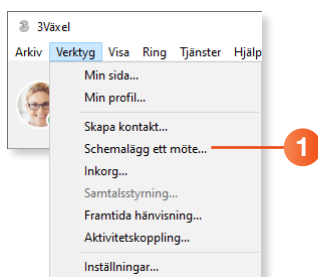 3Växel
Arkiv Verktyg Visa Ring Tjänster Hjälp
Min sida...
Min profil...
Skapa kontakt...
Schemalägg ett möte...
1
Inkorg...
Samtalsstyrning...
Framtida hänvisning...
Aktivitetskoppling...
Inställningar...